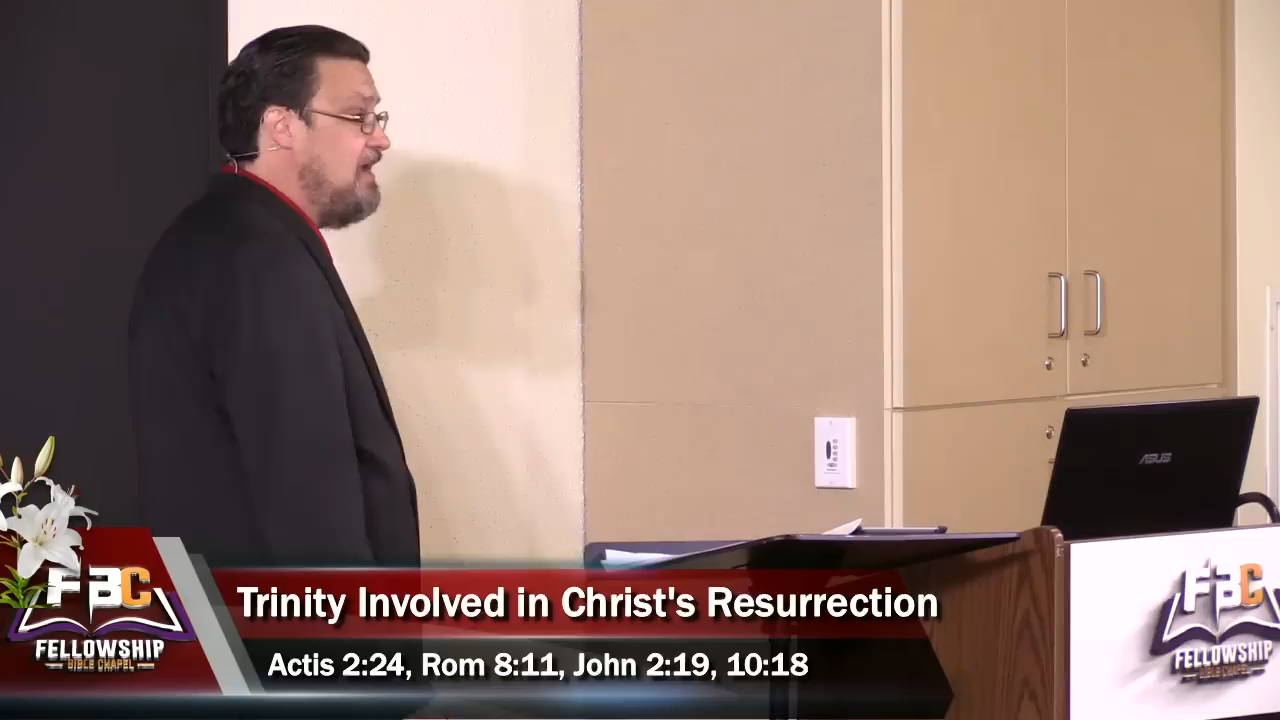 ASUS
Trinity Involved in Christ's Resurrection
Actis 2:24, Rom 8:11, John 2:19, 10:18
FBC
FELLOWSHIP
BIBLE CHAPEL
FBC
FELLOWSHIP
BIBLE CHAPEL